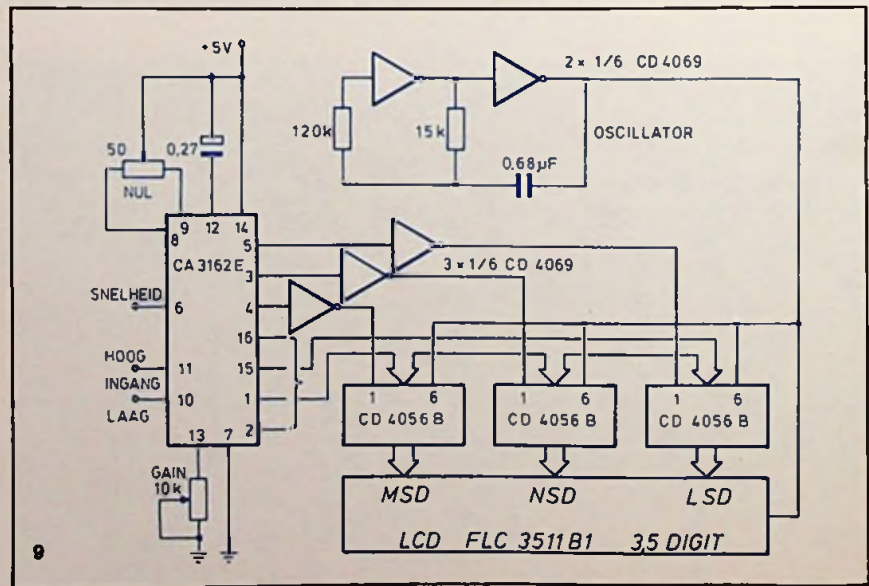 +5V
2 x 1/6 CD 4069
120k
15k
OSCILLATOR
50
0,27
0.68µF
NUL
9
12
14
8
5
CA 3162E
3
3 x 1/6 CD 4069
SNELHEID
6
4
16
HOOG
11
15
1
6
1
6
1
6
INGANG
10
1
CD 4056 B
CD 4056 B
CD 4056 B
LAAG
2
13
7
GAIN
10k
MSD
NSD
LSD
LCD FLC 3511 B1 3,5 DIGIT
9